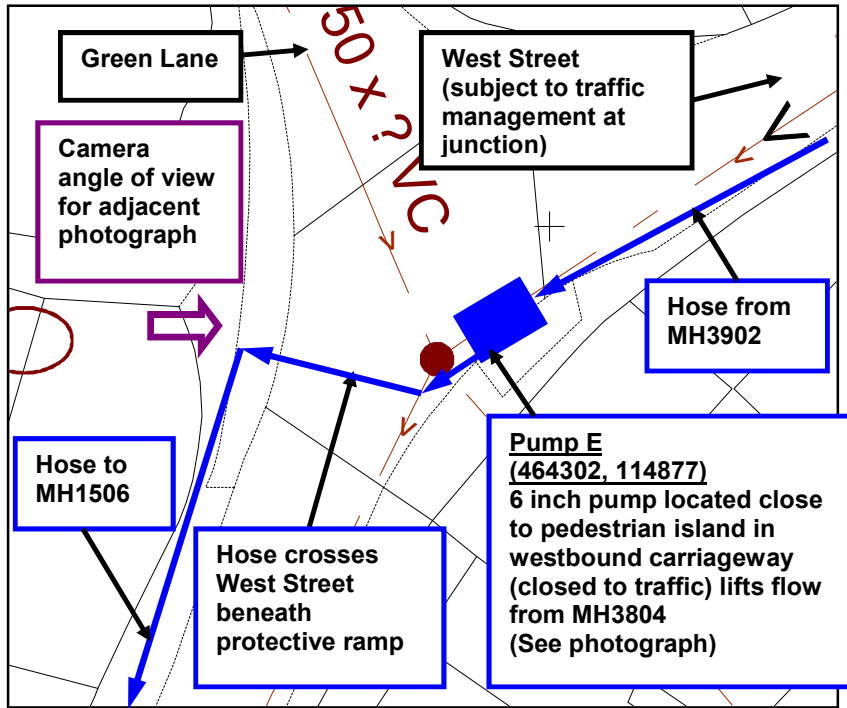 Green Lane
50 x ? VC
West Street
(subject to traffic
management at
junction)
Camera
angle of view
for adjacent
photograph
Hose from
MH3902
Hose to
MH1506
Hose crosses
West Street
beneath
protective ramp
Pump E
(464302, 114877)
6 inch pump located close
to pedestrian island in
westbound carriageway
(closed to traffic) lifts flow
from MH3804
(See photograph)